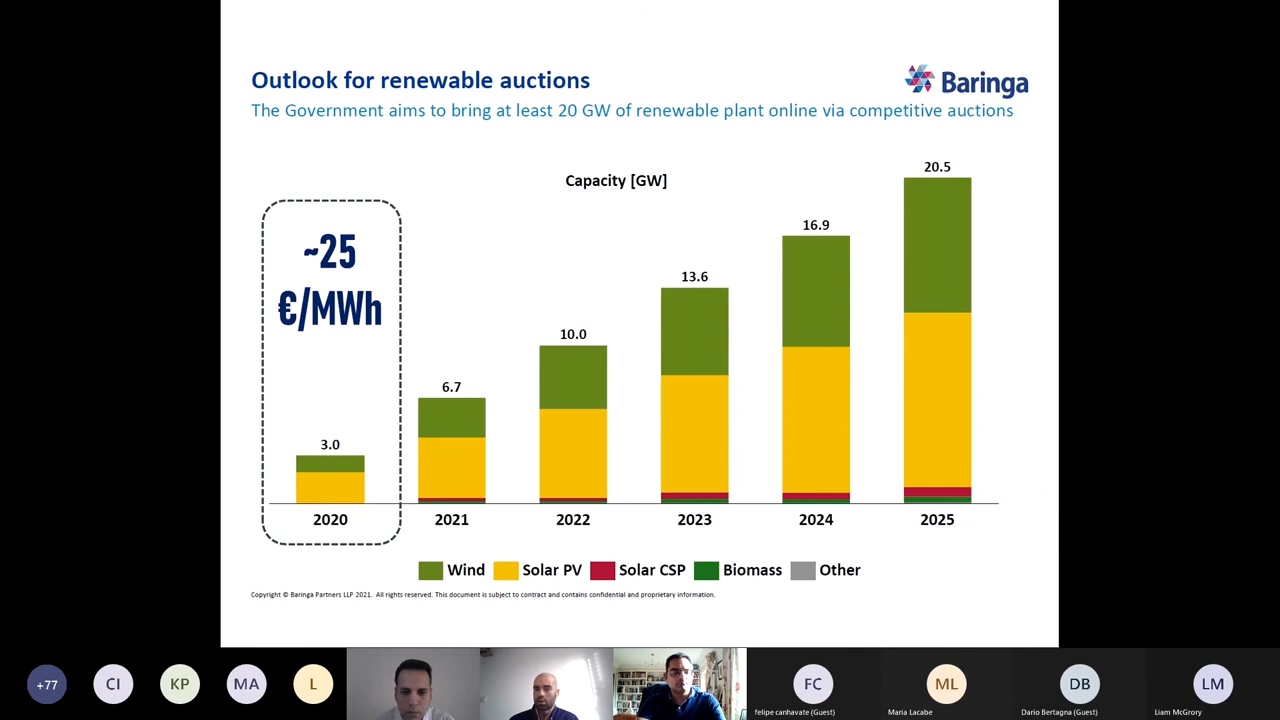 Outlook for renewable auctions
Baringa
The Government aims to bring at least 20 GW of renewable plant online via competitive auctions
Capacity [GW]
~25
€/MWh
3.0
6.7
10.0
13.6
16.9
20.5
2020
2021
2022
2023
2024
2025
Wind
Solar PV
Solar CSP
Biomass
Other
Copyright © Baringa Partners LLP 2021. All rights reserved. This document is subject to contract and contains confidential and proprietary information.
+77
CI
KP
MA
L
FC
ML
DB
LM
felipe canhavate (Guest)
Maria Lacabe
Dario Bertagna (Guest)
Liam McGrory